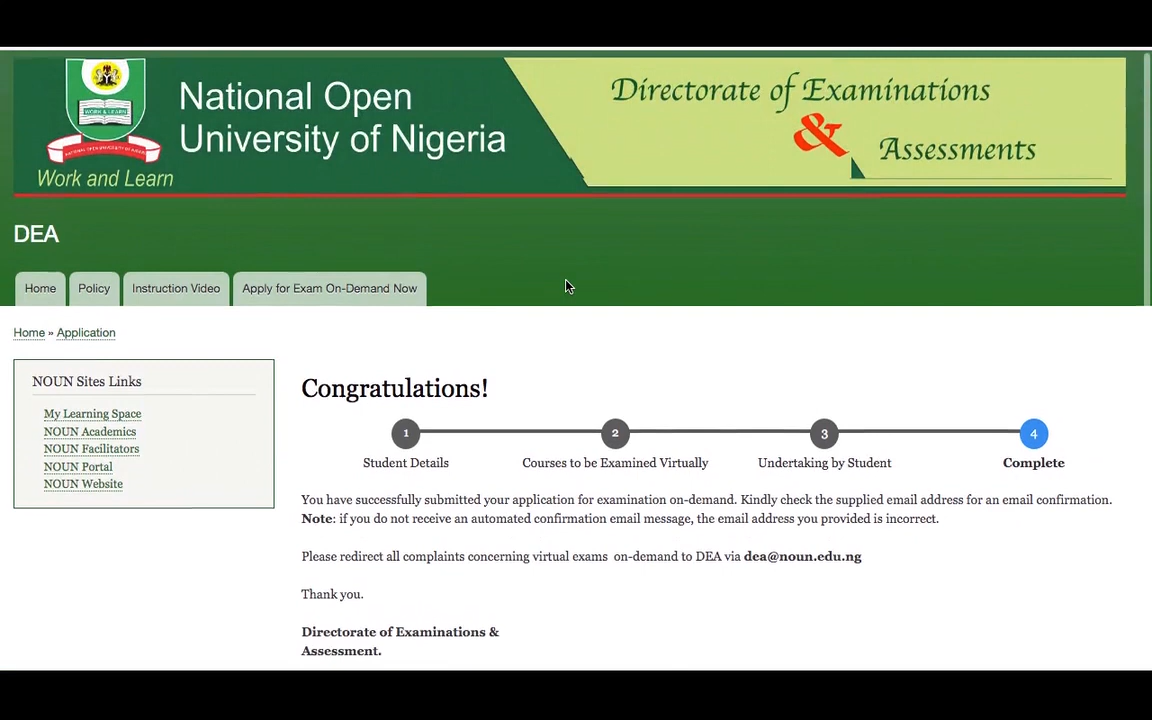 National Open
University of Nigeria
Work and Learn
WORK & LEARN
Directorate of Examinations
&
Assessments
DEA
Home
Policy
Instruction Video
Apply for Exam On-Demand Now
Home » Application
NOUN Sites Links
My Learning Space
NOUN Academics
NOUN Facilitators
NOUN Portal
NOUN Website
Congratulations!
1
2
3
4
Student Details
Courses to be Examined Virtually
Undertaking by Student
Complete
You have successfully submitted your application for examination on-demand. Kindly check the supplied email address for an email confirmation.
Note: if you do not receive an automated confirmation email message, the email address you provided is incorrect.
Please redirect all complaints concerning virtual exams on-demand to DEA via dea@noun.edu.ng
Thank you.
Directorate of Examinations &
Assessment.